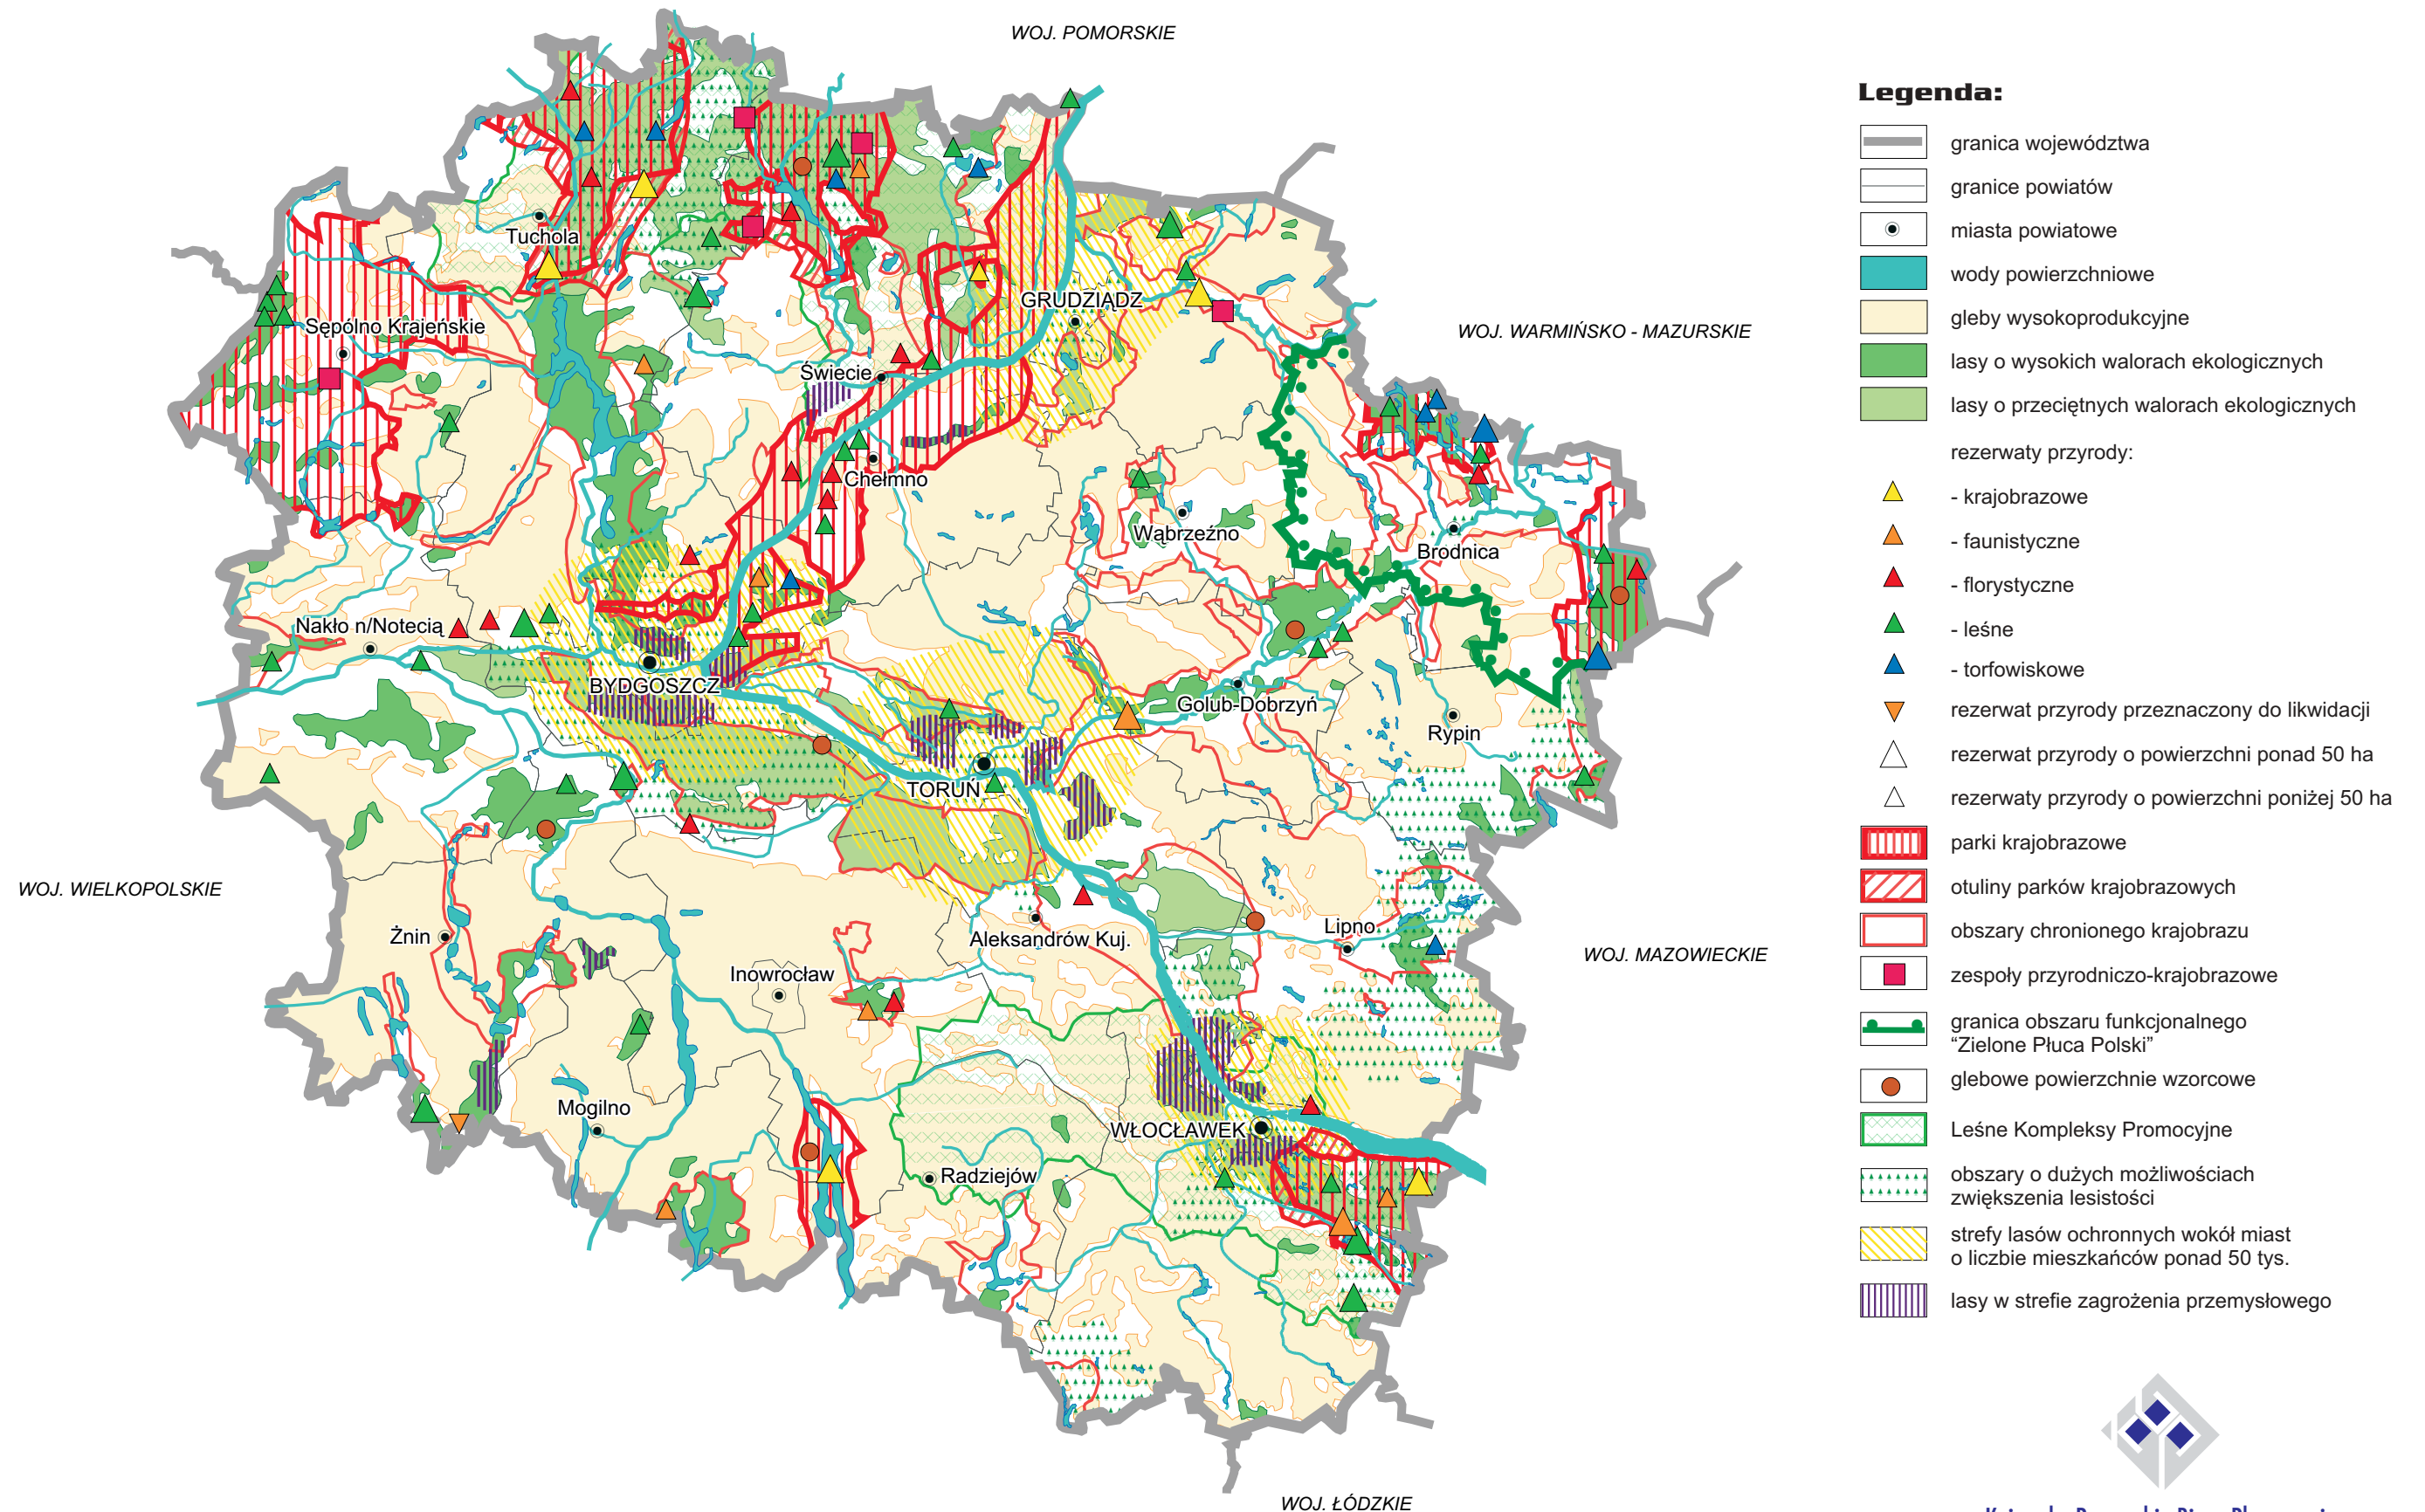 WOJ. POMORSKIE
Tuchola
GRUDZIĄDZ
Sępólno Krajeńskie
WOJ. WARMIŃSKO - MAZURSKIE
Świecie
Chełmno
Wąbrzeźno
Brodnica
Nakło n/Notecią
BYDGOSZCZ
Golub-Dobrzyń
Rypin
TORUŃ
WOJ. WIELKOPOLSKIE
Żnin
Aleksandrów Kuj.
Lipno
WOJ. MAZOWIECKIE
Inowrocław
Mogilno
WŁOCŁAWEK
Radziejów
WOJ. ŁÓDZKIE
Legenda:
granica województwa
granice powiatów
miasta powiatowe
wody powierzchniowe
gleby wysokoprodukcyjne
lasy o wysokich walorach ekologicznych
lasy o przeciętnych walorach ekologicznych
rezerwaty przyrody:
- krajobrazowe
- faunistyczne
- florystyczne
- leśne
- torfowiskowe
rezerwat przyrody przeznaczony do likwidacji
rezerwat przyrody o powierzchni ponad 50 ha
rezerwaty przyrody o powierzchni poniżej 50 ha
parki krajobrazowe
otuliny parków krajobrazowych
obszary chronionego krajobrazu
zespoły przyrodniczo-krajobrazowe
granica obszaru funkcjonalnego
“Zielone Płuca Polski”
glebowe powierzchnie wzorcowe
Leśne Kompleksy Promocyjne
obszary o dużych możliwościach
zwiększenia lesistości
strefy lasów ochronnych wokół miast
o liczbie mieszkańców ponad 50 tys.
lasy w strefie zagrożenia przemysłowego